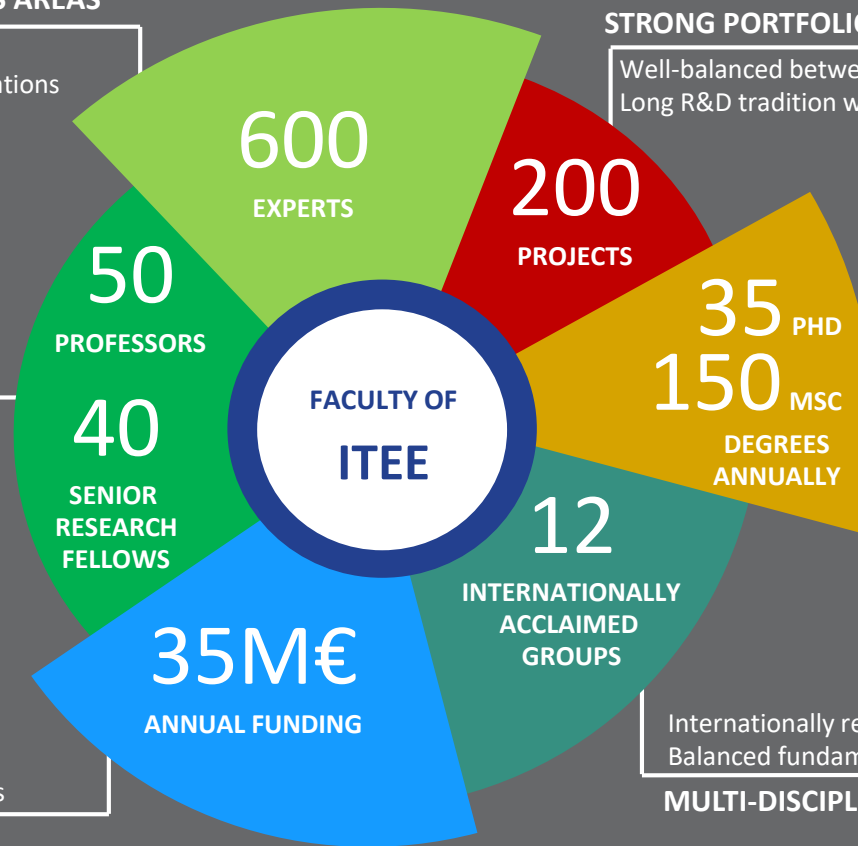 AREAS
ations
600
EXPERTS
50
PROFESSORS
40
SENIOR
RESEARCH
FELLOWS
35M€
ANNUAL FUNDING
s
FACULTY OF
ITEE
STRONG PORTFOLIO
Well-balanced betwe
Long R&D tradition w
200
PROJECTS
35 PHD
150 MSC
DEGREES
ANNUALLY
12
INTERNATIONALLY
ACCLAIMED
GROUPS
Internationally re
Balanced fundam
MULTI-DISCIPL